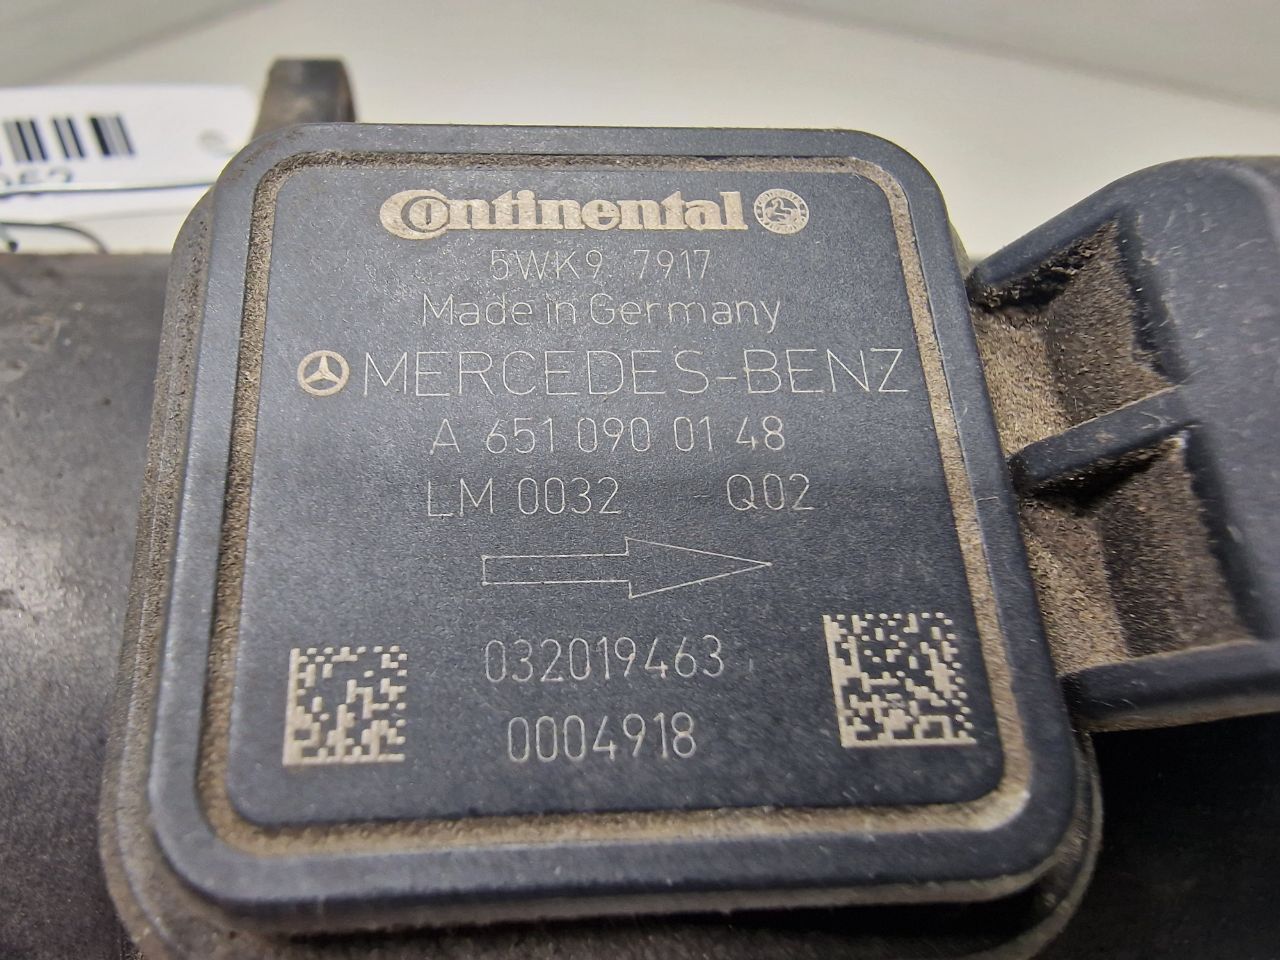 Continental
5WK9 7917
Made in Germany
MERCEDES-BENZ
A 651 090 01 48
LM 0032 Q02
032019463
0004918